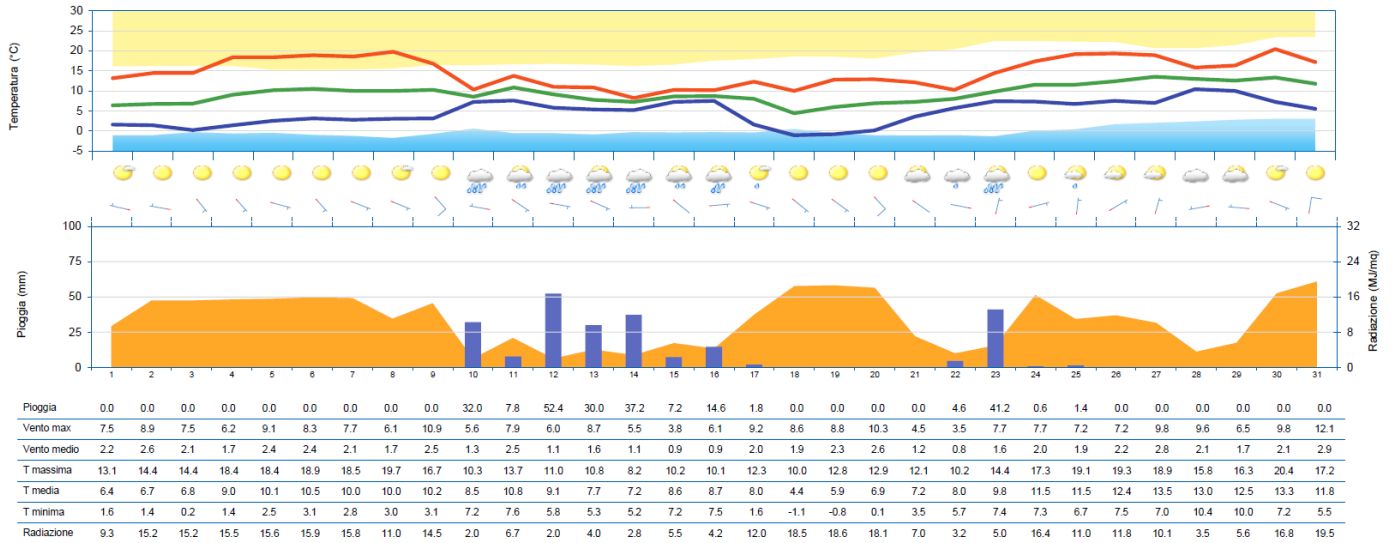 30
25
20
15
10
5
0
-5
Temperatura (°C)
100
75
50
25
0
Pioggia (mm)
32
24
16
8
0
Radiazione (MJ/mq)
1 2 3 4 5 6 7 8 9 10 11 12 13 14 15 16 17 18 19 20 21 22 23 24 25 26 27 28 29 30 31
Pioggia 0.0 0.0 0.0 0.0 0.0 0.0 0.0 0.0 0.0 32.0 7.8 52.4 30.0 37.2 7.2 14.6 1.8 0.0 0.0 0.0 0.0 4.6 41.2 0.6 1.4 0.0 0.0 0.0 0.0 0.0 0.0
Vento max 7.5 8.9 7.5 6.2 9.1 8.3 7.7 6.1 10.9 5.6 7.9 6.0 8.7 5.5 3.8 6.1 9.2 8.6 8.8 10.3 4.5 3.5 7.7 7.7 7.2 7.2 9.8 9.6 6.5 9.8 12.1
Vento medio 2.2 2.6 2.1 1.7 2.4 2.4 2.1 1.7 2.5 1.3 2.5 1.1 1.6 1.1 0.9 0.9 2.0 1.9 2.3 2.6 1.2 0.8 1.6 2.0 1.9 2.2 2.8 2.1 1.7 2.1 2.9
T massima 13.1 14.4 14.4 18.4 18.4 18.9 18.5 19.7 16.7 10.3 13.7 11.0 10.8 8.2 10.2 10.1 12.3 10.0 12.8 12.9 12.1 10.2 14.4 17.3 19.1 19.3 18.9 15.8 16.3 20.4 17.2
T media 6.4 6.7 6.8 9.0 10.1 10.5 10.0 10.0 10.2 8.5 10.8 9.1 7.7 7.2 8.6 8.7 8.0 4.4 5.9 6.9 7.2 8.0 9.8 11.5 11.5 12.4 13.5 13.0 12.5 13.3 11.8
T minima 1.6 1.4 0.2 1.4 2.5 3.1 2.8 3.0 3.1 7.2 7.6 5.8 5.3 5.2 7.2 7.5 1.6 -1.1 -0.8 0.1 3.5 5.7 7.4 7.3 6.7 7.5 7.0 10.4 10.0 7.2 5.5
Radiazione 9.3 15.2 15.2 15.5 15.6 15.9 15.8 11.0 14.5 2.0 6.7 2.0 4.0 2.8 5.5 4.2 12.0 18.5 18.6 18.1 7.0 3.2 5.0 16.4 11.0 11.8 10.1 3.5 5.6 16.8 19.5